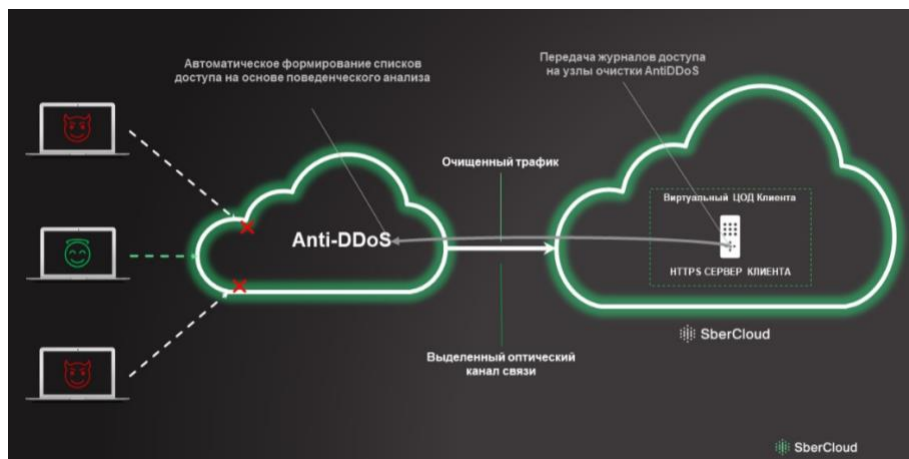 Автоматическое формирование списков
доступа на основе поведенческого анализа
Передача журналов доступа
на узлы очистки AntiDDoS
Очищенный трафик
Виртуальный ЦОД Клиента
Anti-DDoS
HTTPS СЕРВЕР КЛИЕНТА
SberCloud
Выделенный оптический
канал связи
SberCloud